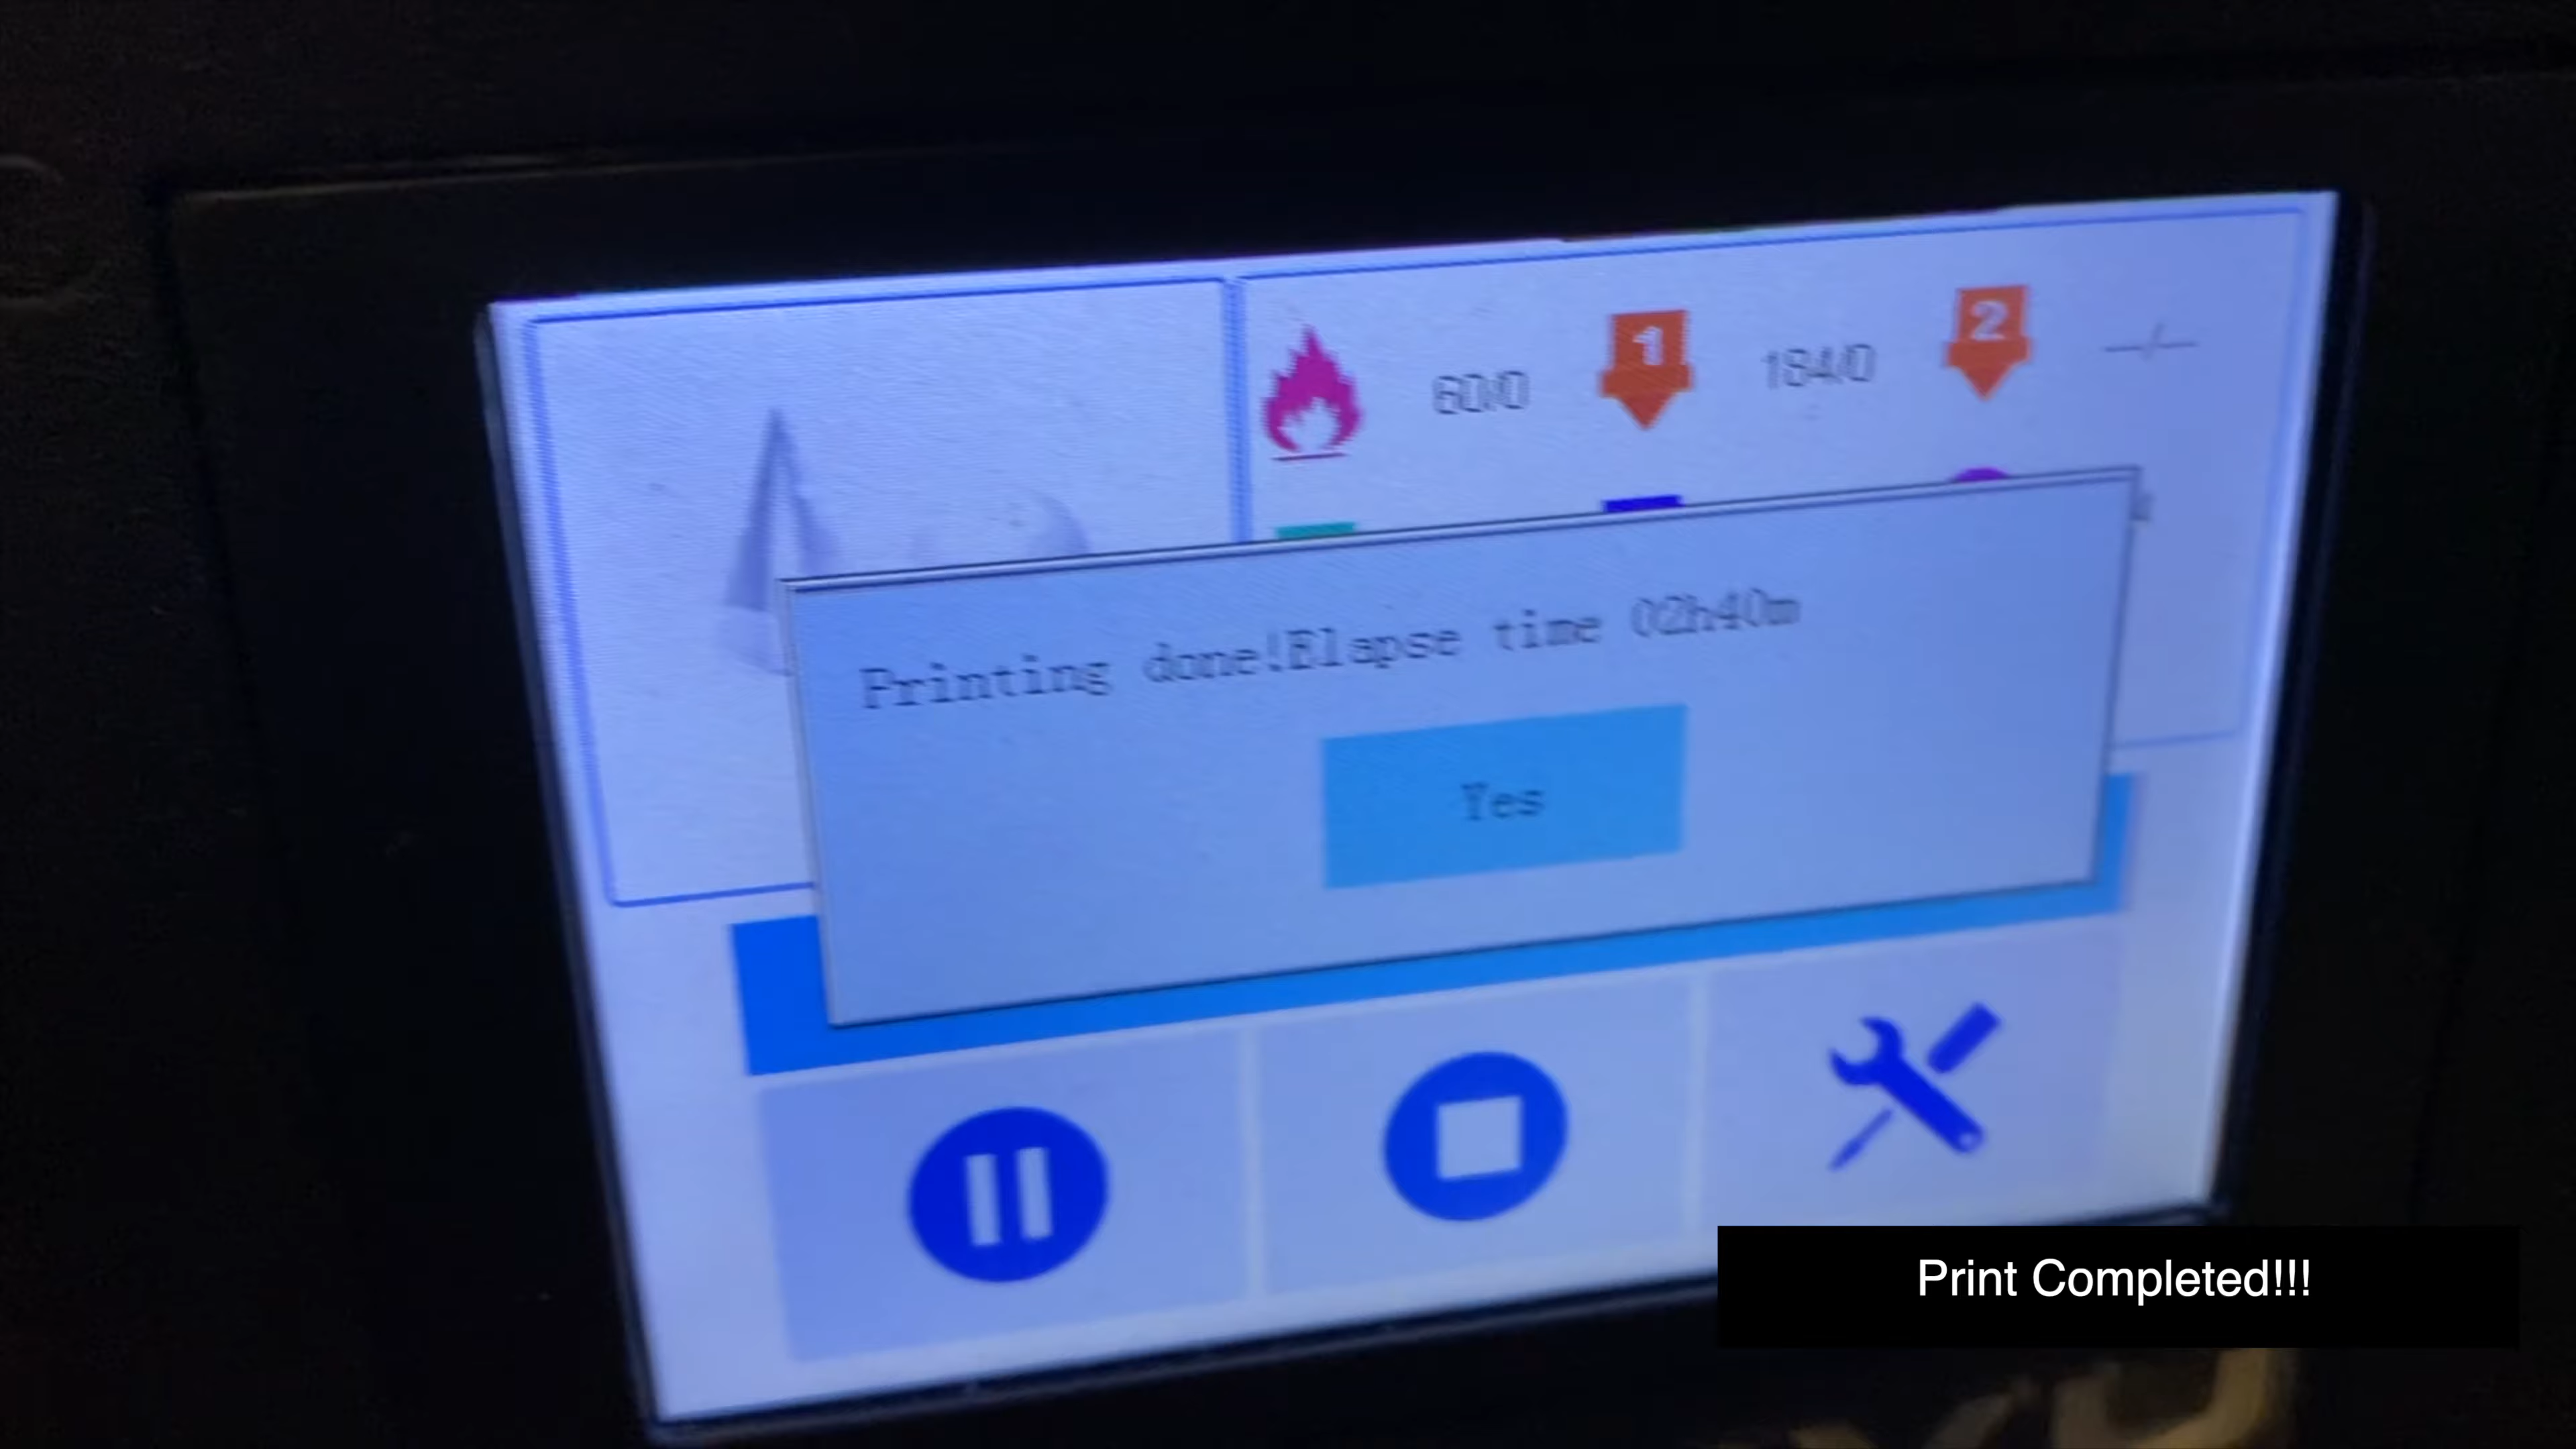 60/0
1
184/0
2
-/-
Printing done!Elapse time 02h40m
Yes
Print Completed!!!